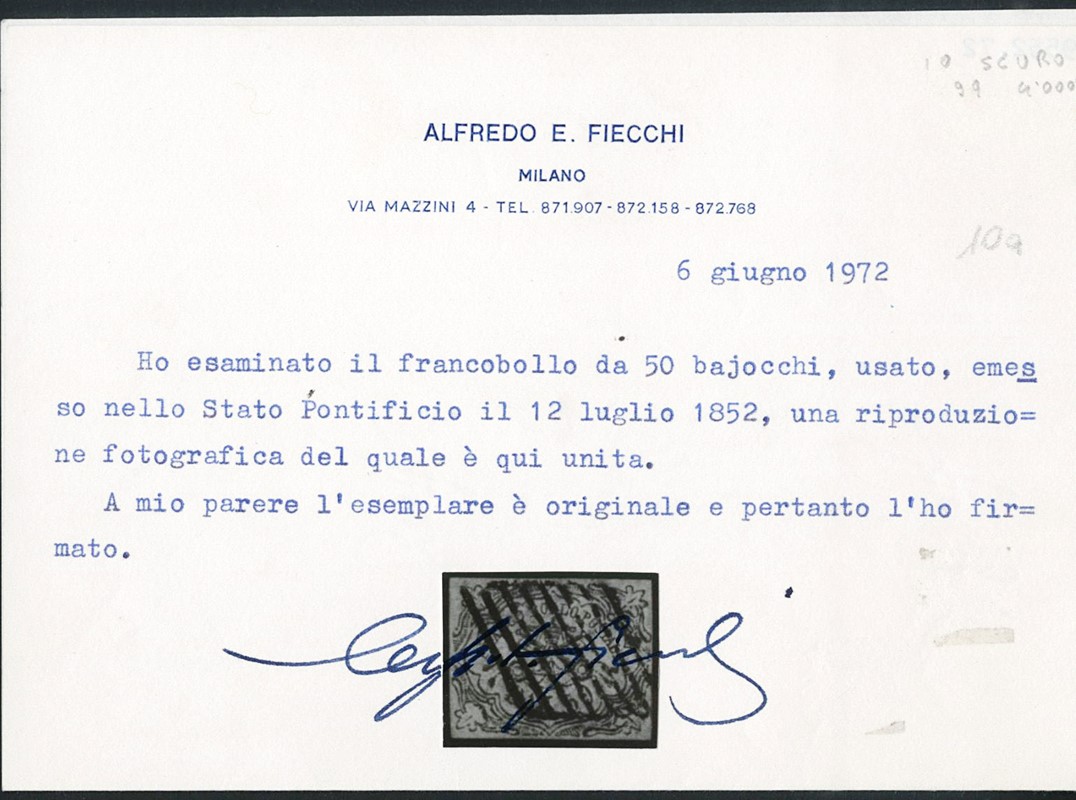 10 SCURO
99 9'000
ALFREDO E. FIECCHI
MILANO
VIA MAZZINI 4 - TEL. 871.907 - 872.158 - 872.768
10a
6 giugno 1972
Ho esaminato il francobollo da 50 bajocchi, usato, emes
so nello Stato Pontificio il 12 luglio 1852, una riproduzio=
ne fotografica del quale è qui unita.
A mio parere l'esemplare è originale e pertanto l'ho fir=
mato.